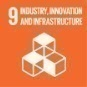 9 INDUSTRY, INNOVATION
AND INFRASTRUCTURE